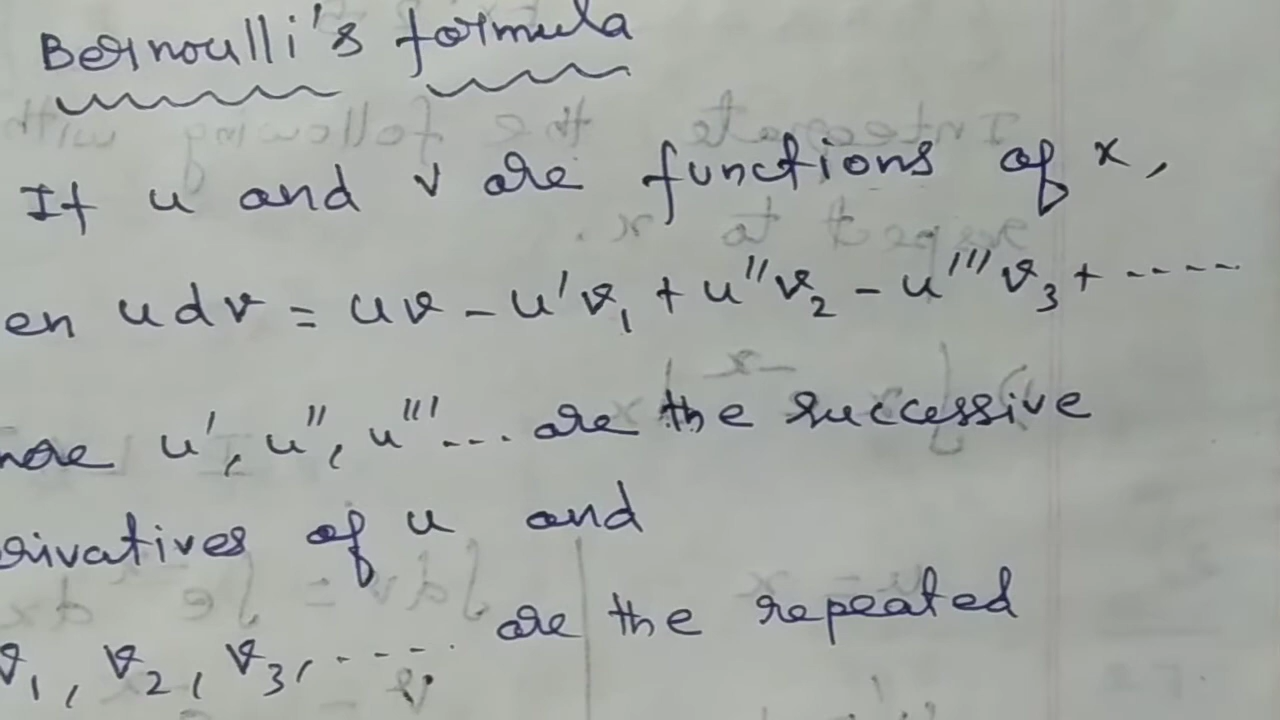 Bernoulli's formula
If u and v are functions of x,
en udv = uv - u'v₁ + u''v₂ - u'''v₃ + -----
here u', u'', u''' ... are the successive
rivatives of u and
v₁, v₂, v₃, ..... are the repeated